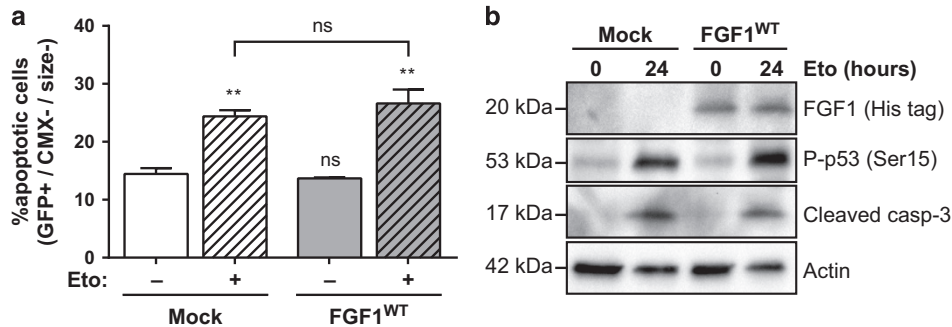 a
%apoptotic cells
(GFP+ / CMX- / size-)
40
30
20
10
0
ns
**
ns
**
Eto:
–
+
–
+
Mock
FGF1WT
b
Mock
FGF1WT
0
24
0
24
Eto (hours)
20 kDa
FGF1 (His tag)
53 kDa
P-p53 (Ser15)
17 kDa
Cleaved casp-3
42 kDa
Actin